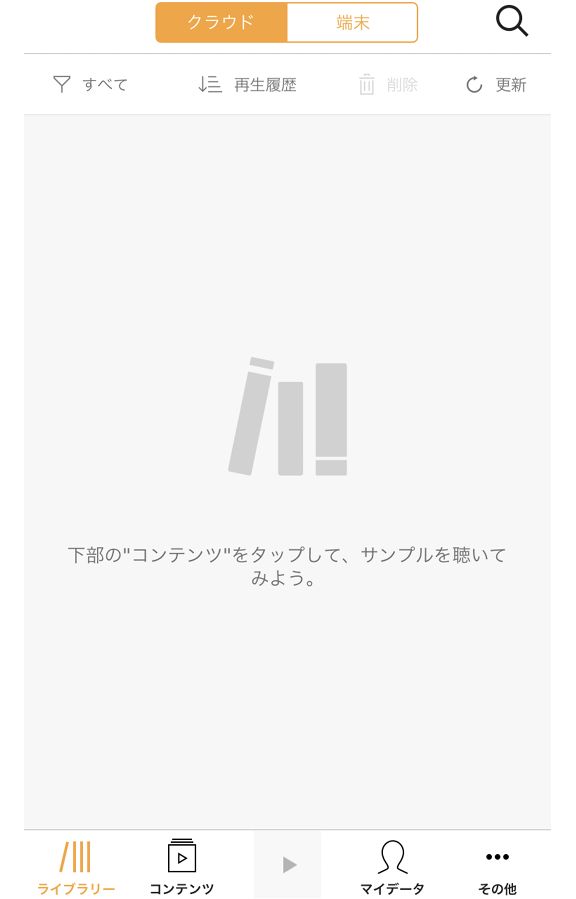 クラウド 端末
すべて 再生履歴 削除 更新
下部の"コンテンツ"をタップして、サンプルを聴いて
みよう。
ライブラリー コンテンツ マイデータ その他